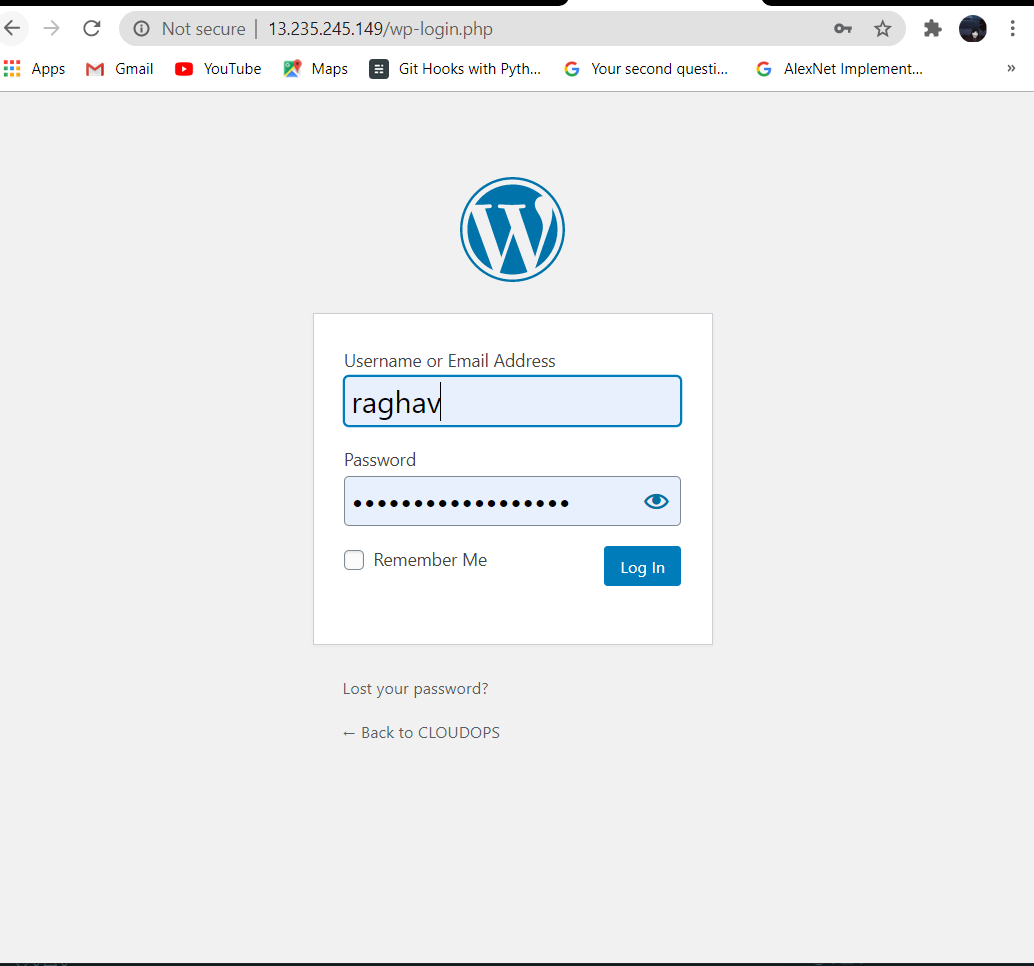 Not secure | 13.235.245.149/wp-login.php
Apps Gmail YouTube Maps Git Hooks with Pyth... Your second questi... AlexNet Implement... »
Username or Email Address
raghav
Password
••••••••••••••••••
Remember Me Log In
Lost your password?
← Back to CLOUDOPS